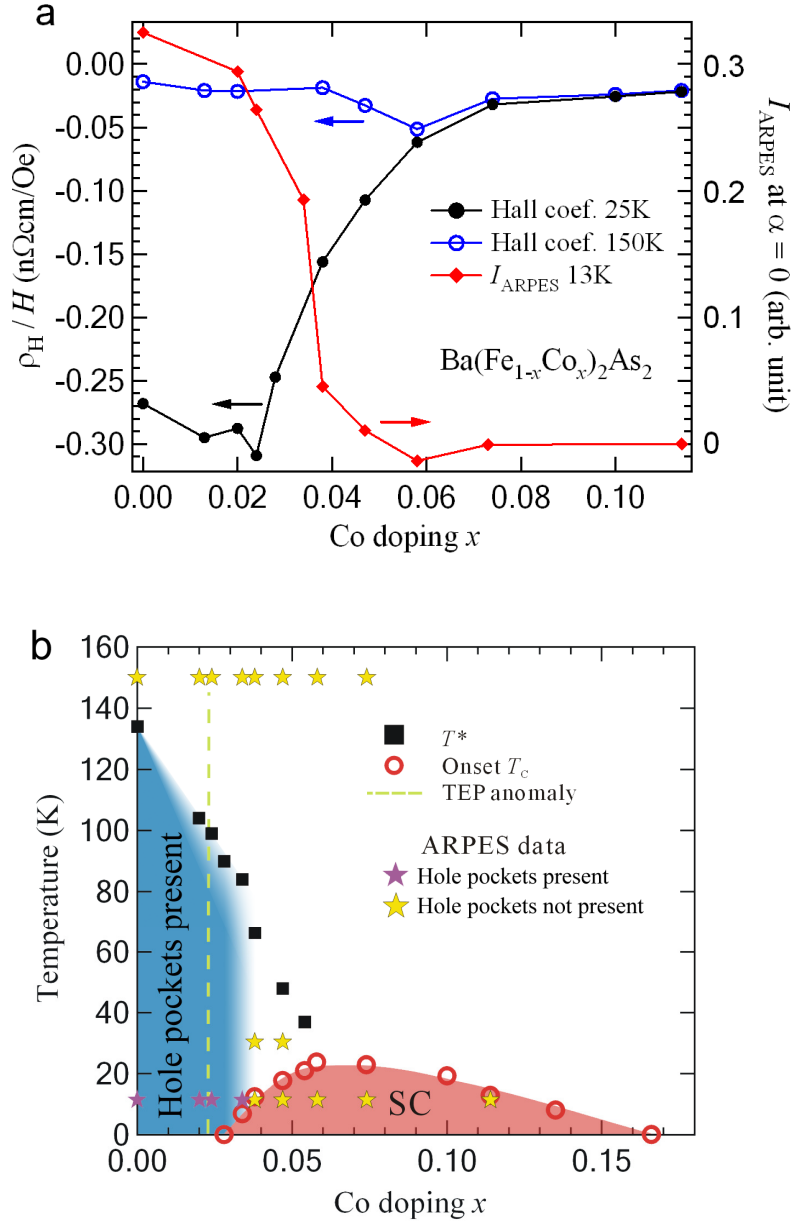 a
0.00
-0.05
-0.10
-0.15
-0.20
-0.25
-0.30
ρH / H (nΩcm/Oe)
0.3
0.2
0.1
0
IARPES at α = 0 (arb. unit)
Hall coef. 25K
Hall coef. 150K
IARPES 13K
Ba(Fe1-xCox)2As2
0.00 0.02 0.04 0.06 0.08 0.10
Co doping x
b
160
140
120
100
80
60
40
20
0
Temperature (K)
T*
Onset Tc
TEP anomaly
ARPES data
Hole pockets present
Hole pockets not present
Hole pockets present
SC
0.00 0.05 0.10 0.15
Co doping x